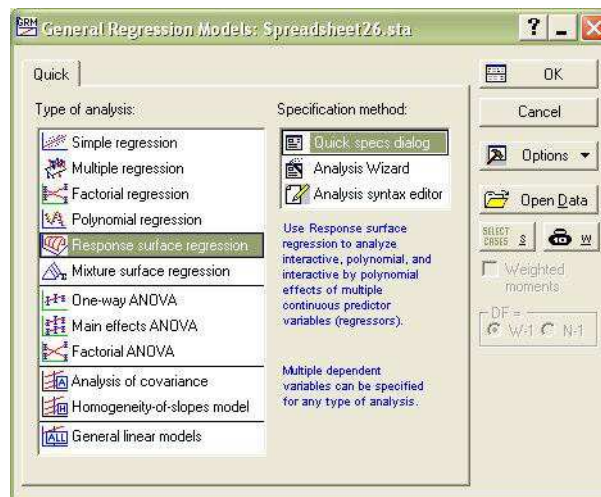 GRM General Regression Models: Spreadsheet26.sta
Quick
Type of analysis:
Simple regression
Multiple regression
Factorial regression
Polynomial regression
Response surface regression
Mixture surface regression
One-way ANOVA
Main effects ANOVA
Factorial ANOVA
Analysis of covariance
Homogeneity-of-slopes model
ALL General linear models
Specification method:
Quick specs dialog
Analysis Wizard
Analysis syntax editor
Use Response surface
regression to analyze
interactive, polynomial, and
interactive by polynomial
effects of multiple
continuous predictor
variables (regressors).
Multiple dependent
variables can be specified
for any type of analysis.
OK
Cancel
Options
Open Data
SELECT CASES S W
Weighted
moments
DF =
W-1 N-1